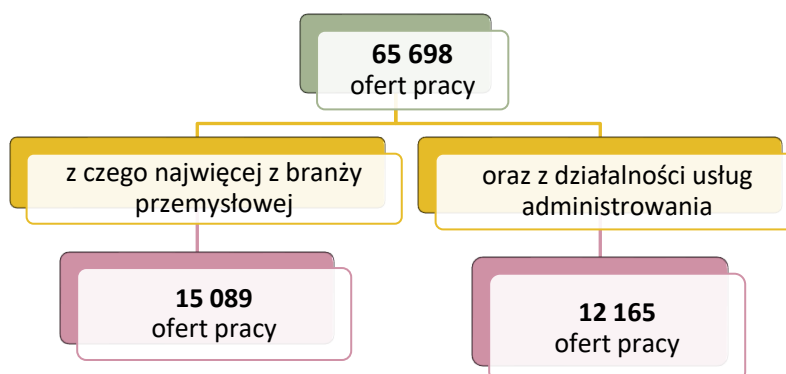 65 698
ofert pracy
z czego najwięcej z branży
przemysłowej
oraz z działalności usług
administrowania
15 089
ofert pracy
12 165
ofert pracy